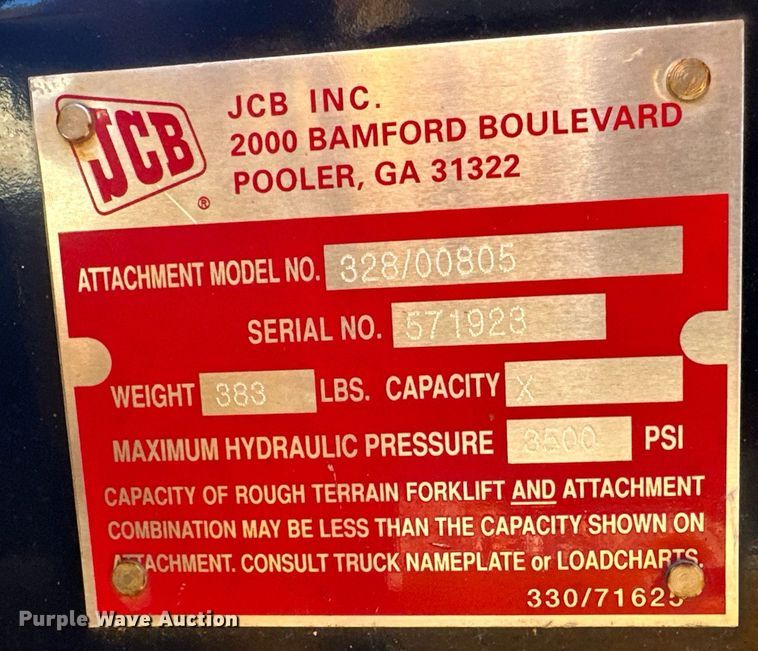 JCB
®
JCB INC.
2000 BAMFORD BOULEVARD
POOLER, GA 31322
ATTACHMENT MODEL NO. 328/00805
SERIAL NO. 571923
WEIGHT 383 LBS. CAPACITY X
MAXIMUM HYDRAULIC PRESSURE 3500 PSI
CAPACITY OF ROUGH TERRAIN FORKLIFT AND ATTACHMENT
COMBINATION MAY BE LESS THAN THE CAPACITY SHOWN ON
ATTACHMENT. CONSULT TRUCK NAMEPLATE or LOADCHARTS.
330/71625
Purple Wave Auction